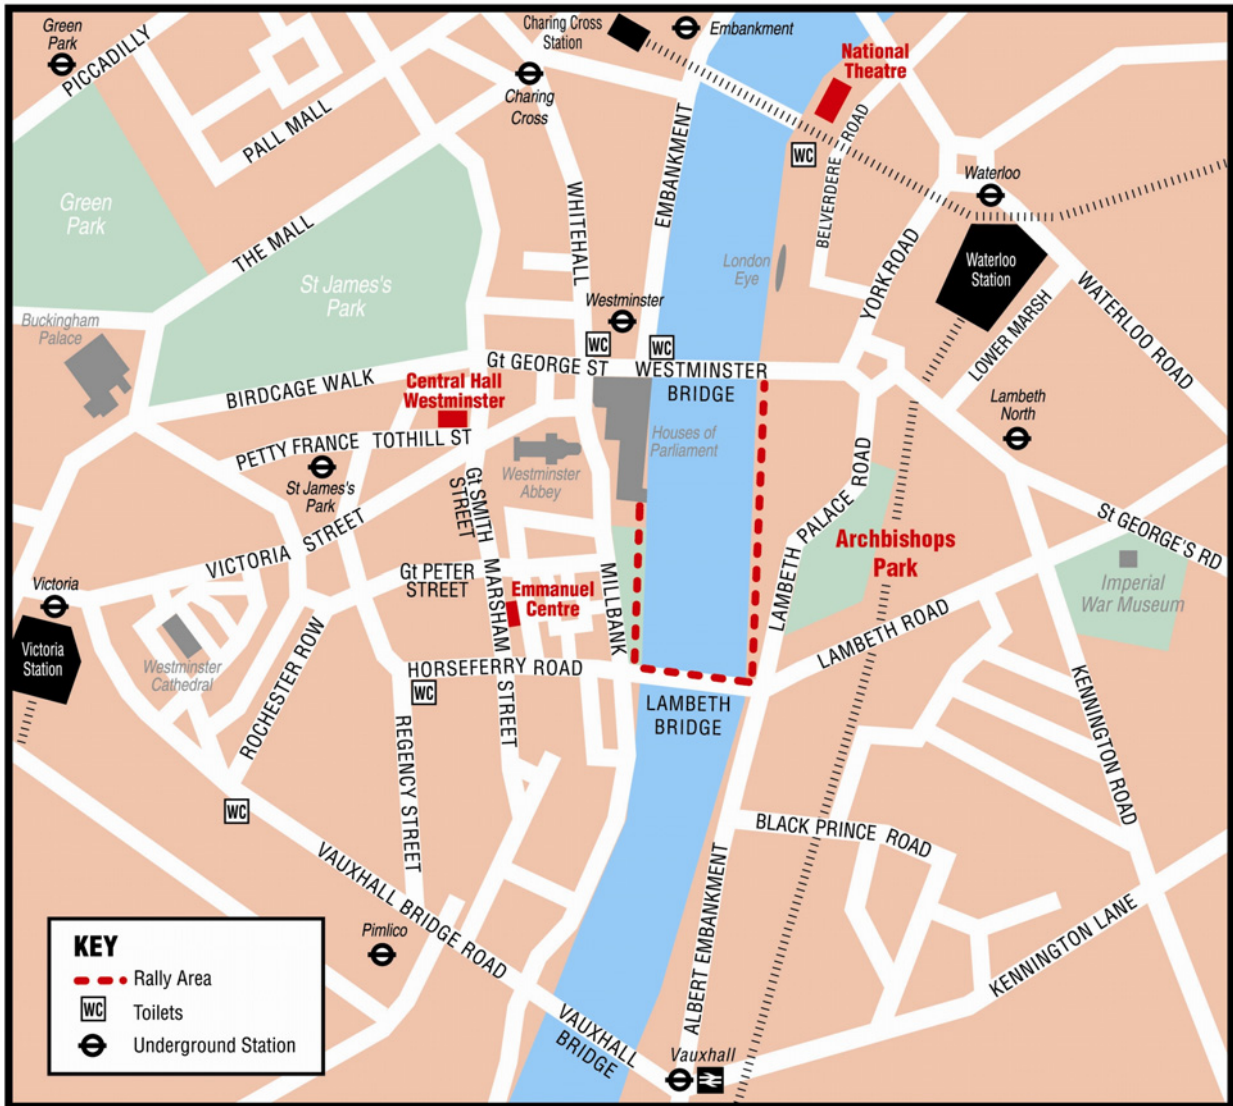 Green
Park
PICCADILLY
Charing Cross
Station
Embankment
National
Theatre
Charing
Cross
PALL MALL
EMBANKMENT
WC
BELVERDERE ROAD
Waterloo
Green
Park
THE MALL
WHITEHALL
St James's
Park
London
Eye
YORK ROAD
Waterloo
Station
WATERLOO ROAD
LOWER MARSH
Buckingham
Palace
Westminster
WC
WC
Gt GEORGE ST
WESTMINSTER
BRIDGE
BIRDCAGE WALK
Central Hall
Westminster
Lambeth
North
PETTY FRANCE
TOTHILL ST
St James's
Park
Westminster
Abbey
Houses of
Parliament
Gt SMITH
STREET
LAMBETH PALACE ROAD
St GEORGE'S RD
VICTORIA STREET
Archbishops
Park
Victoria
Gt PETER
STREET
MARSHAM STREET
Emmanuel
Centre
MILLBANK
Imperial
War Museum
LAMBETH ROAD
Victoria
Station
Westminster
Cathedral
ROCHESTER ROW
HORSEFERRY ROAD
WC
LAMBETH
BRIDGE
KENNINGTON ROAD
REGENCY STREET
WC
BLACK PRINCE ROAD
VAUXHALL BRIDGE ROAD
ALBERT EMBANKMENT
KENNINGTON LANE
Pimlico
VAUXHALL
BRIDGE
Vauxhall
KEY
Rally Area
WC
Toilets
Underground Station